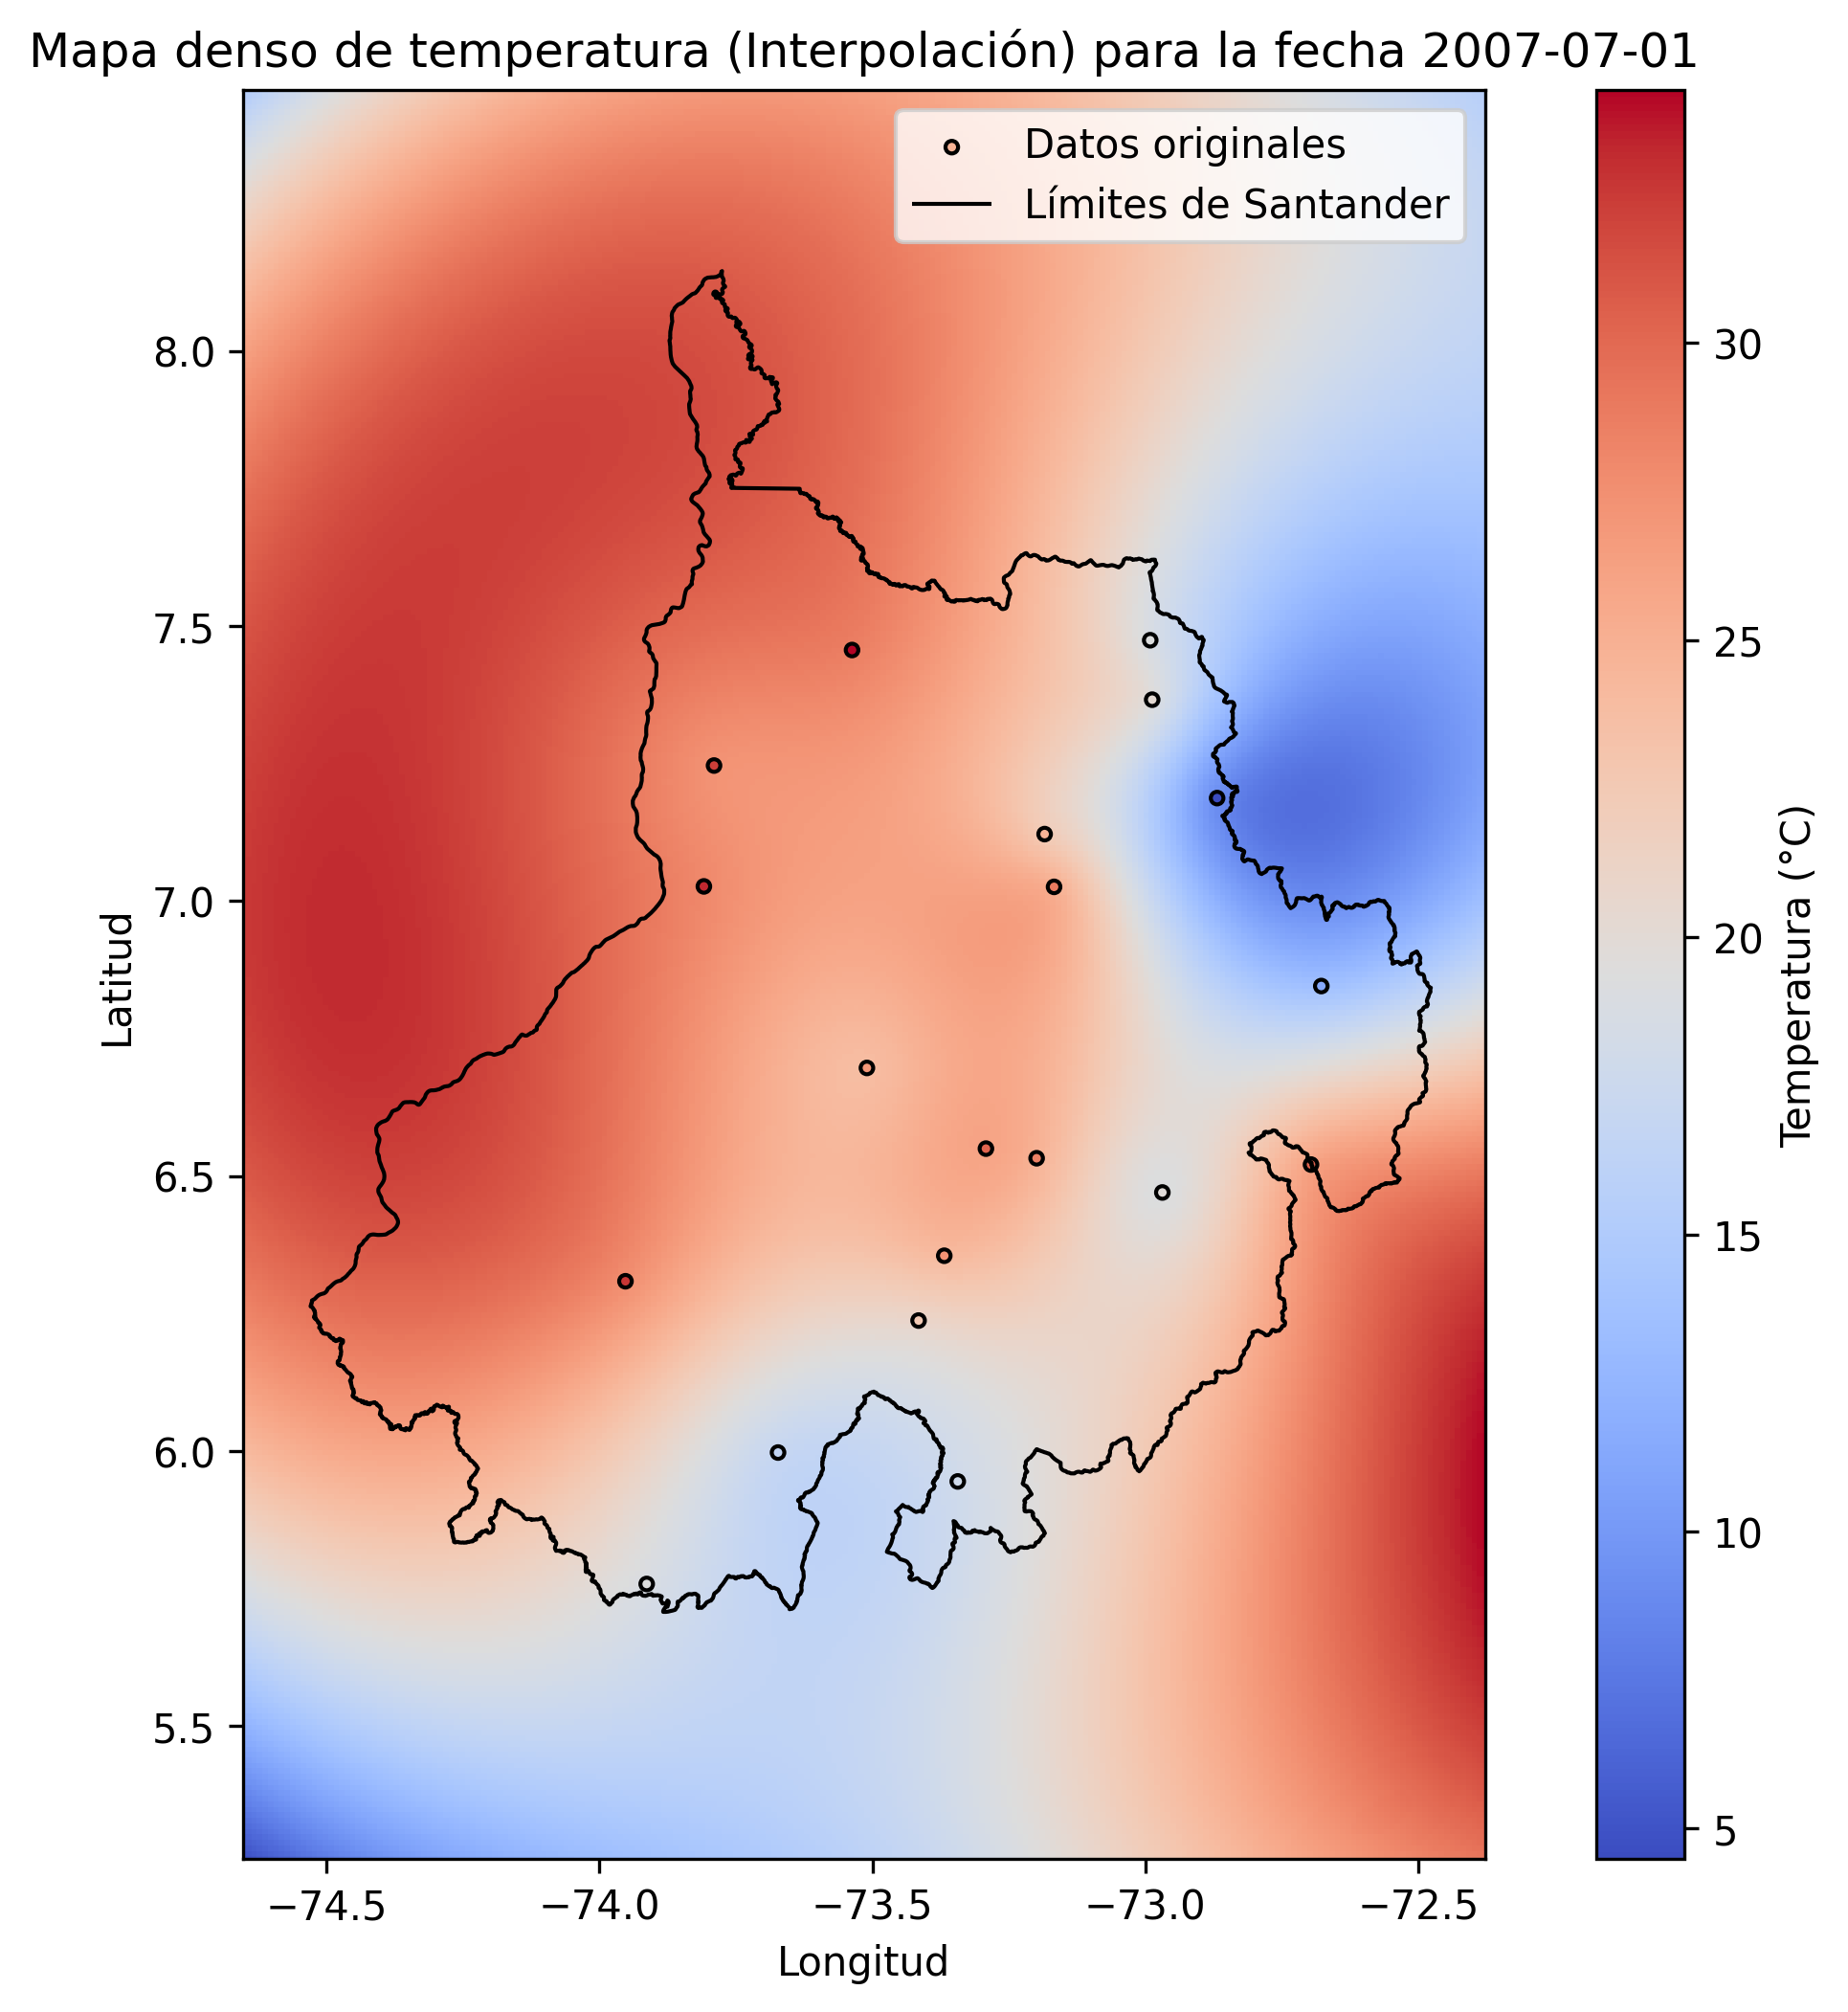 Mapa denso de temperatura (Interpolación) para la fecha 2007-07-01
Datos originales
Límites de Santander
8.0
7.5
7.0
6.5
6.0
5.5
Latitud
−74.5
−74.0
−73.5
−73.0
−72.5
Longitud
30
25
20
15
10
5
Temperatura (°C)